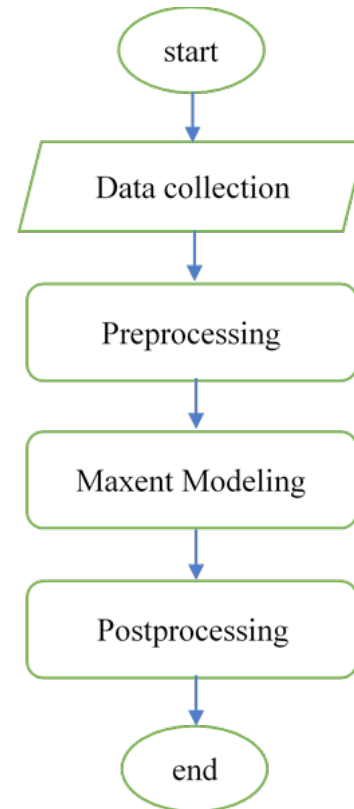 start
Data collection
Preprocessing
Maxent Modeling
Postprocessing
end